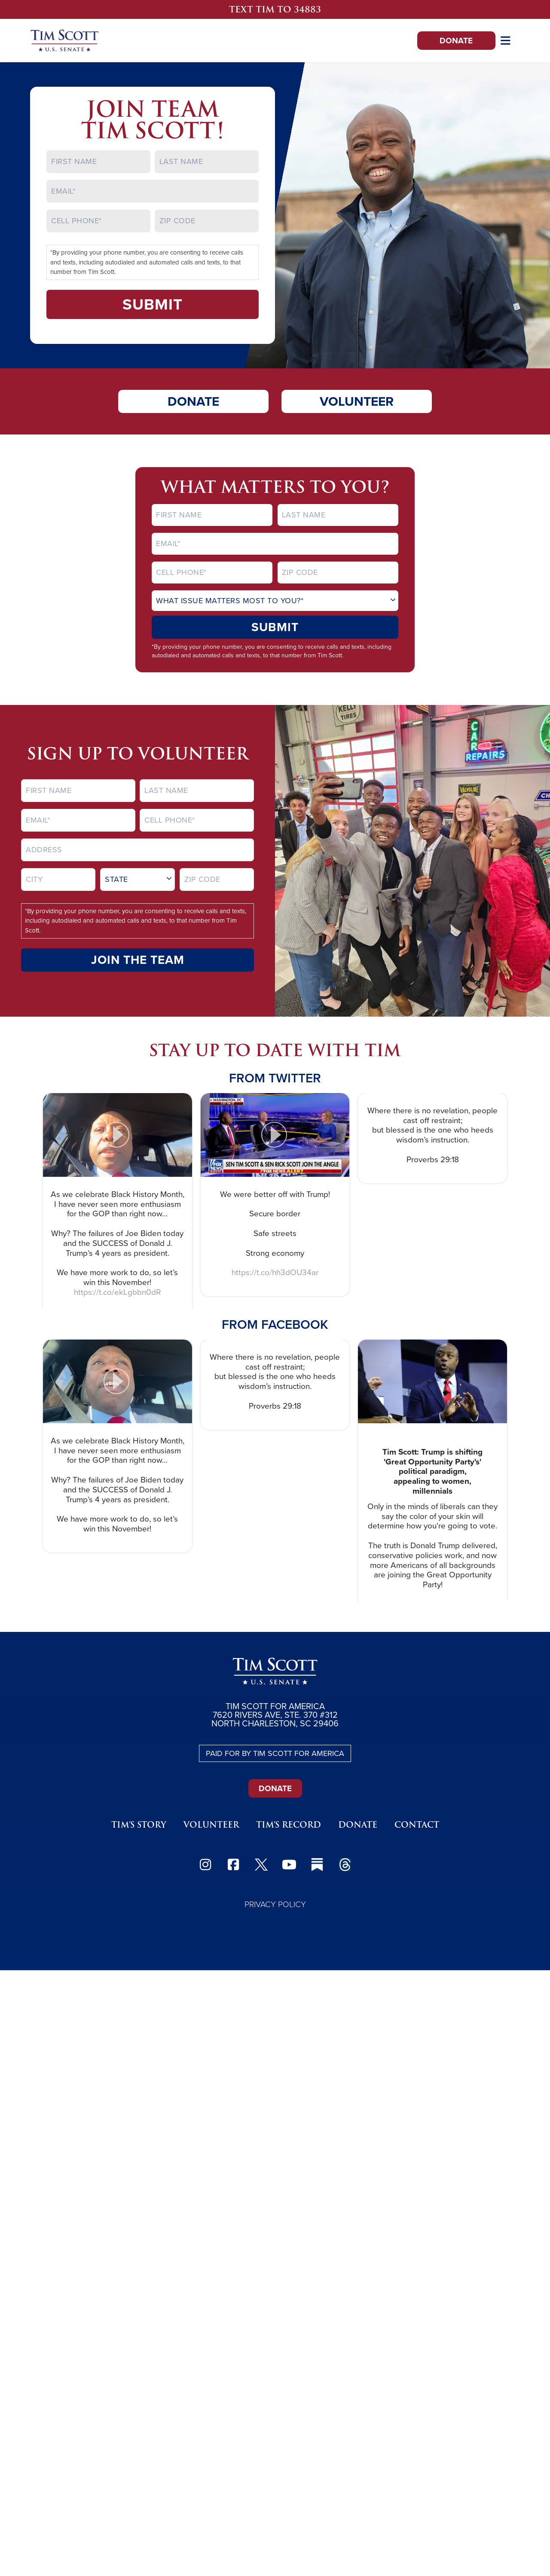 TEXT TIM TO 34883
TIM SCOTT
U.S. SENATE
DONATE
JOIN TEAM
TIM SCOTT!
FIRST NAME
LAST NAME
EMAIL*
CELL PHONE*
ZIP CODE
*By providing your phone number, you are consenting to receive calls
and texts, including autodialed and automated calls and texts, to that
number from Tim Scott.
SUBMIT
DONATE
VOLUNTEER
WHAT MATTERS TO YOU?
FIRST NAME
LAST NAME
EMAIL*
CELL PHONE*
ZIP CODE
WHAT ISSUE MATTERS MOST TO YOU?*
SUBMIT
*By providing your phone number, you are consenting to receive calls and texts, including
autodialed and automated calls and texts, to that number from Tim Scott.
SIGN UP TO VOLUNTEER
FIRST NAME
LAST NAME
EMAIL*
CELL PHONE*
ADDRESS
CITY
STATE
ZIP CODE
*By providing your phone number, you are consenting to receive calls and texts,
including autodialed and automated calls and texts, to that number from Tim
Scott.
JOIN THE TEAM
KELLY
TIRES
CAR
REPAIRS
VALVOLINE
STAY UP TO DATE WITH TIM
FROM TWITTER
As we celebrate Black History Month,
I have never seen more enthusiasm
for the GOP than right now...
Why? The failures of Joe Biden today
and the SUCCESS of Donald J.
Trump's 4 years as president.
We have more work to do, so let's
win this November!
https://t.co/ekLgbbn0dR
WASHINGTON, DC
SEN TIM SCOTT & SEN RICK SCOTT JOIN THE ANGLE
We were better off with Trump!
Secure border
Safe streets
Strong economy
https://t.co/hh3dOU34ar
Where there is no revelation, people
cast off restraint;
but blessed is the one who heeds
wisdom's instruction.
Proverbs 29:18
FROM FACEBOOK
As we celebrate Black History Month,
I have never seen more enthusiasm
for the GOP than right now...
Why? The failures of Joe Biden today
and the SUCCESS of Donald J.
Trump's 4 years as president.
We have more work to do, so let's
win this November!
Where there is no revelation, people
cast off restraint;
but blessed is the one who heeds
wisdom's instruction.
Proverbs 29:18
Tim Scott: Trump is shifting
'Great Opportunity Party's'
political paradigm,
appealing to women,
millennials
Only in the minds of liberals can they
say the color of your skin will
determine how you're going to vote.
The truth is Donald Trump delivered,
conservative policies work, and now
more Americans of all backgrounds
are joining the Great Opportunity
Party!
TIM SCOTT
U.S. SENATE
TIM SCOTT FOR AMERICA
7620 RIVERS AVE, STE. 370 #312
NORTH CHARLESTON, SC 29406
PAID FOR BY TIM SCOTT FOR AMERICA
DONATE
TIM'S STORY
VOLUNTEER
TIM'S RECORD
DONATE
CONTACT
PRIVACY POLICY